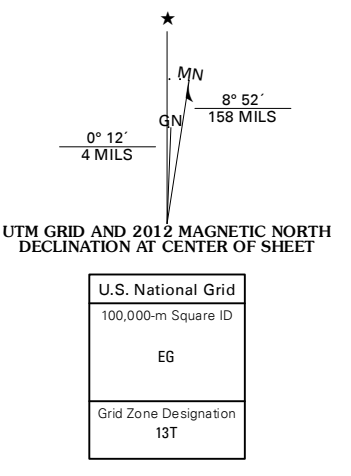 ★
MN
8° 52´
158 MILS
GN
0° 12´
4 MILS
UTM GRID AND 2012 MAGNETIC NORTH
DECLINATION AT CENTER OF SHEET
U.S. National Grid
100,000-m Square ID
EG
Grid Zone Designation
13T